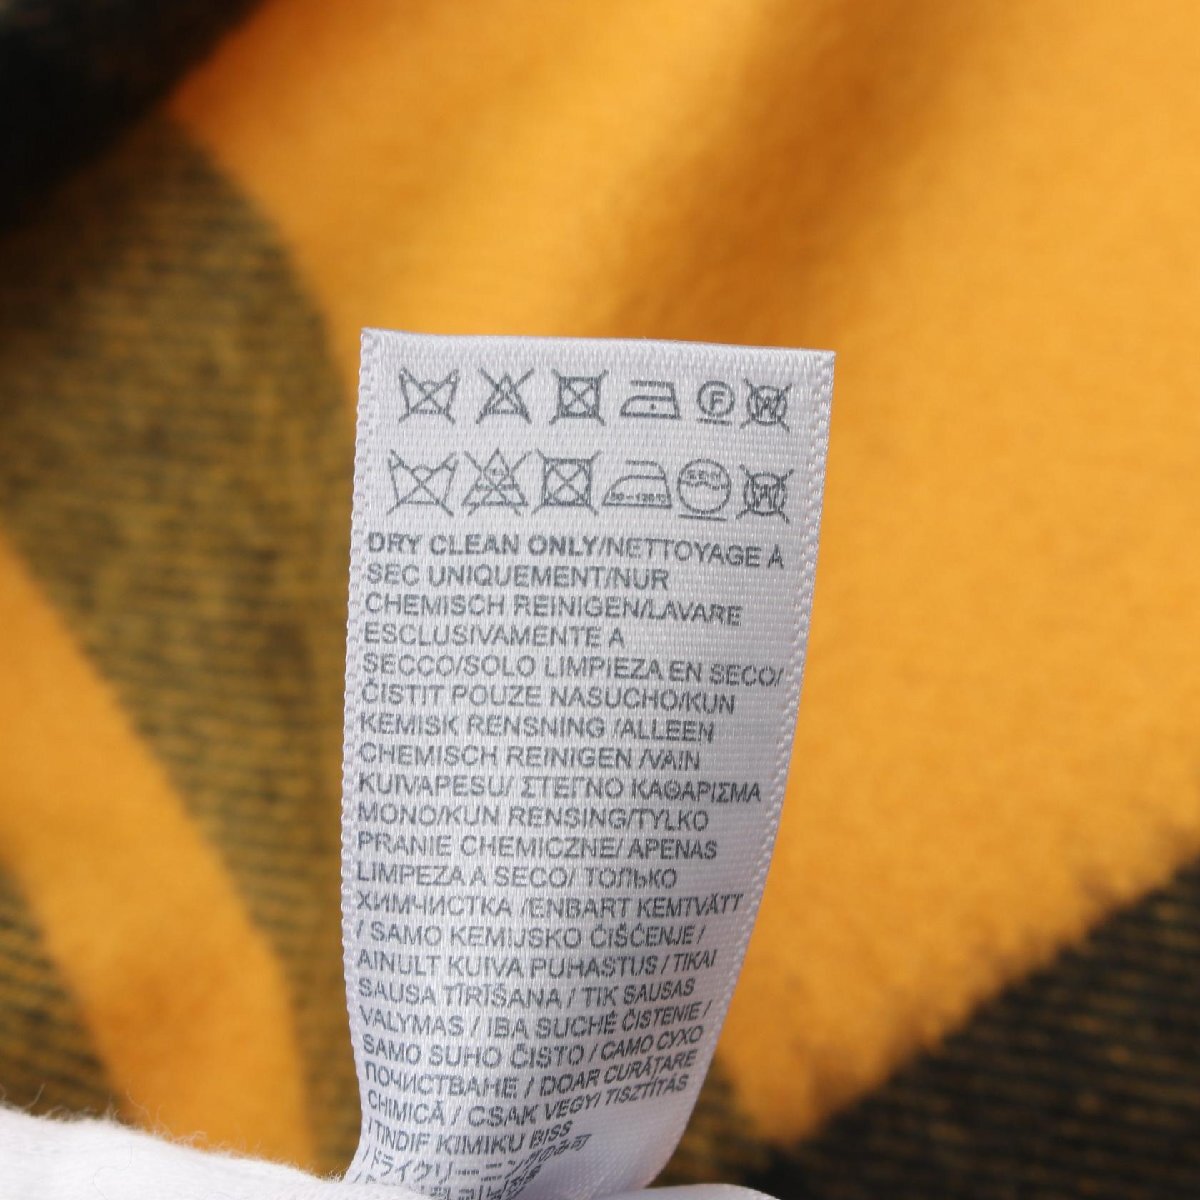 F W
W
DRY CLEAN ONLY/NETTOYAGE À
SEC UNIQUEMENT/NUR
CHEMISCH REINIGEN/LAVARE
ESCLUSIVAMENTE A
SECCO/SOLO LIMPIEZA EN SECO/
ČISTIT POUZE NASUCHO/KUN
KEMISK RENSNING /ALLEEN
CHEMISCH REINIGEN /VAIN
KUIVAPESU/ ΣΤΕΓΝΟ ΚΑΘΑΡΙΣΜΑ
ΜΟΝΟ/KUN RENSING/TYLKO
PRANIE CHEMICZNE/ APENAS
LIMPEZA A SECO/ ТОЛЬКО
ХИМЧИСТКА /ENBART KEMTVÄTT
/ SAMO KEMIJSKO ČIŠČENJE /
AINULT KUIVA PUHASTUS / TIKAI
SAUSA TĪRĪŠANA / TIK SAUSAS
VALYMAS / IBA SUCHÉ ČISTENIE /
SAMO SUHO ČISTO / САМО СУХО
ПОЧИСТВАНЕ / DOAR CURĂȚARE
CHIMICĂ / CSAK VEGYI TISZTÍTÁS
/TINDIF KIMIKU BISS
/ドライクリーニングのみ可